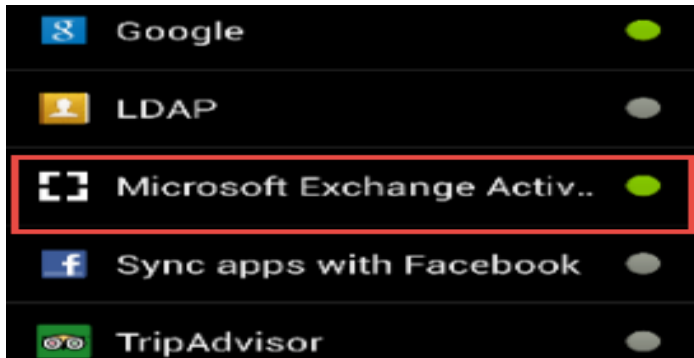 Google
LDAP
Microsoft Exchange Activ..
Sync apps with Facebook
TripAdvisor